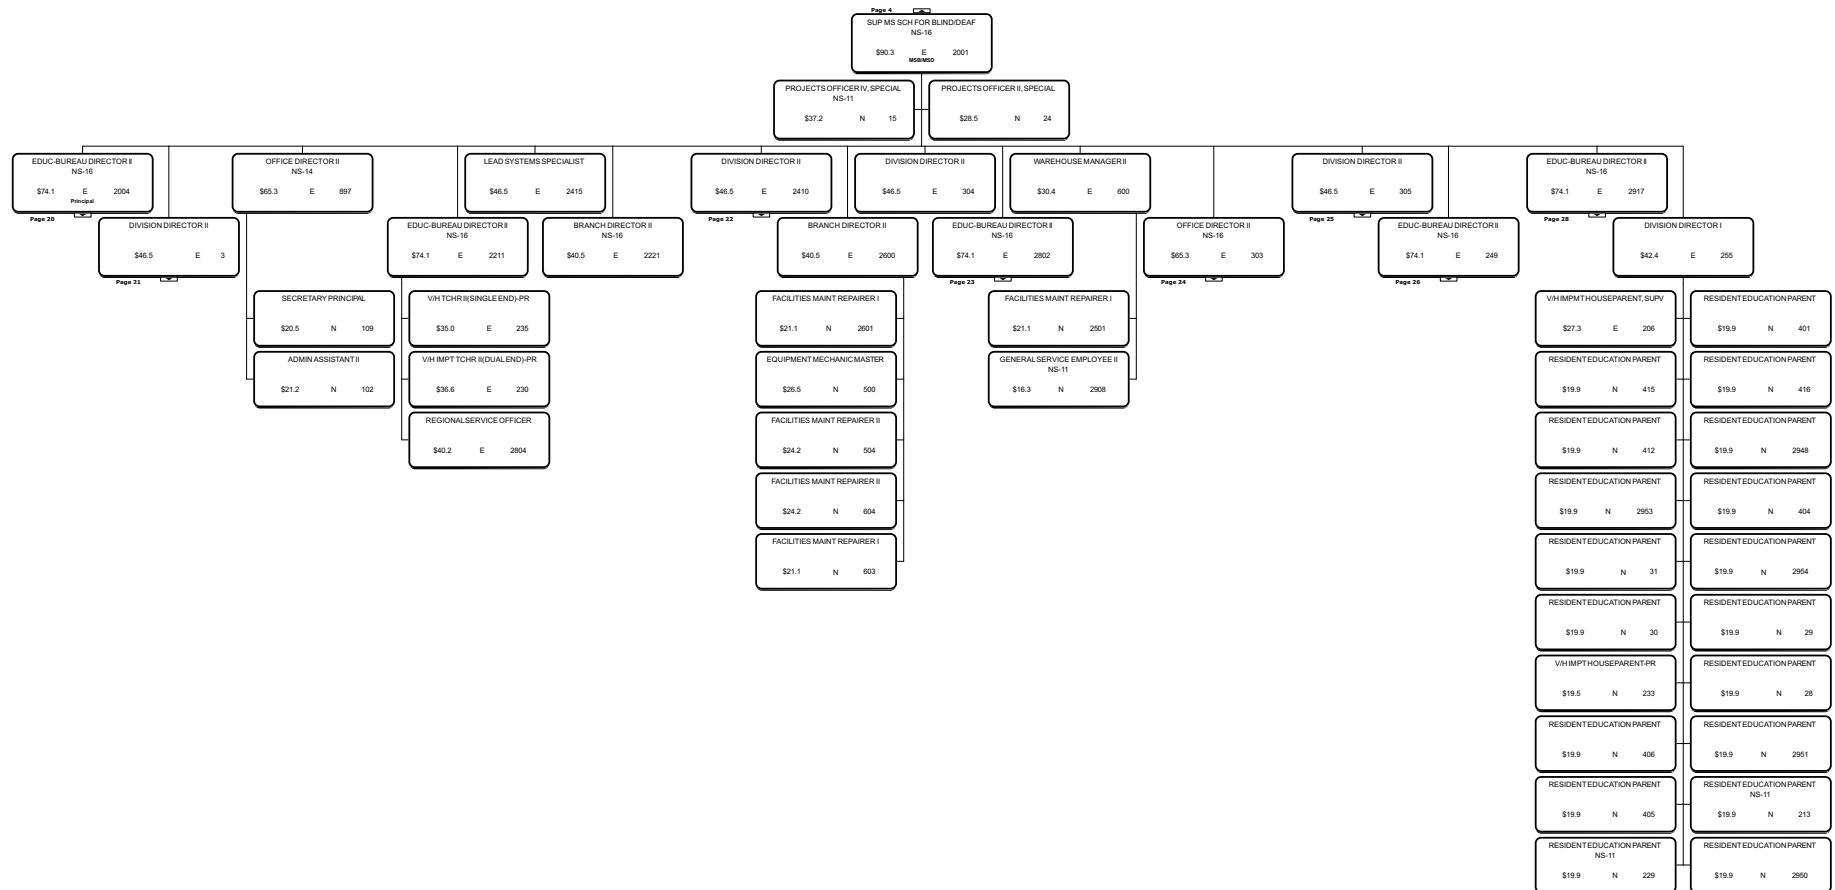 Page 4
SUP MS SCH FOR BLIND/DEAF
NS-16
$90.3 E 2001
MSB/MSD
PROJECTS OFFICER IV, SPECIAL
NS-11
$37.2 N 15
PROJECTS OFFICER II, SPECIAL
$28.5 N 24
EDUC-BUREAU DIRECTOR II
NS-16
$74.1 E 2004
Principal
Page 20
OFFICE DIRECTOR II
NS-14
$65.3 E 897
LEAD SYSTEMS SPECIALIST
$46.5 E 2415
DIVISION DIRECTOR II
$46.5 E 2410
Page 22
DIVISION DIRECTOR II
$46.5 E 304
WAREHOUSE MANAGER II
$30.4 E 600
DIVISION DIRECTOR II
$46.5 E 305
Page 25
EDUC-BUREAU DIRECTOR II
NS-16
$74.1 E 2917
Page 28
DIVISION DIRECTOR II
$46.5 E 3
Page 21
EDUC-BUREAU DIRECTOR II
NS-16
$74.1 E 2211
BRANCH DIRECTOR II
NS-16
$40.5 E 2221
BRANCH DIRECTOR II
$40.5 E 2600
EDUC-BUREAU DIRECTOR II
NS-16
$74.1 E 2802
Page 23
OFFICE DIRECTOR II
NS-16
$65.3 E 303
Page 24
EDUC-BUREAU DIRECTOR II
NS-16
$74.1 E 249
Page 26
DIVISION DIRECTOR I
$42.4 E 255
SECRETARY PRINCIPAL
$20.5 N 109
ADMIN ASSISTANT II
$21.2 N 102
V/H TCHR II(SINGLE END)-PR
$35.0 E 235
V/H IMPT TCHR II(DUAL END)-PR
$36.6 E 230
REGIONAL SERVICE OFFICER
$40.2 E 2804
FACILITIES MAINT REPAIRER I
$21.1 N 2601
EQUIPMENT MECHANIC MASTER
$26.5 N 500
FACILITIES MAINT REPAIRER II
$24.2 N 504
FACILITIES MAINT REPAIRER II
$24.2 N 604
FACILITIES MAINT REPAIRER I
$21.1 N 603
FACILITIES MAINT REPAIRER I
$21.1 N 2501
GENERAL SERVICE EMPLOYEE II
NS-11
$16.3 N 2908
V/H IMPMT HOUSEPARENT, SUPV
$27.3 E 206
RESIDENT EDUCATION PARENT
$19.9 N 401
RESIDENT EDUCATION PARENT
$19.9 N 415
RESIDENT EDUCATION PARENT
$19.9 N 416
RESIDENT EDUCATION PARENT
$19.9 N 412
RESIDENT EDUCATION PARENT
$19.9 N 2948
RESIDENT EDUCATION PARENT
$19.9 N 2953
RESIDENT EDUCATION PARENT
$19.9 N 404
RESIDENT EDUCATION PARENT
$19.9 N 31
RESIDENT EDUCATION PARENT
$19.9 N 2954
RESIDENT EDUCATION PARENT
$19.9 N 30
RESIDENT EDUCATION PARENT
$19.9 N 29
V/H IMPT HOUSEPARENT-PR
$19.5 N 233
RESIDENT EDUCATION PARENT
$19.9 N 28
RESIDENT EDUCATION PARENT
$19.9 N 406
RESIDENT EDUCATION PARENT
$19.9 N 2951
RESIDENT EDUCATION PARENT
$19.9 N 405
RESIDENT EDUCATION PARENT
NS-11
$19.9 N 213
RESIDENT EDUCATION PARENT
NS-11
$19.9 N 229
RESIDENT EDUCATION PARENT
$19.9 N 2950